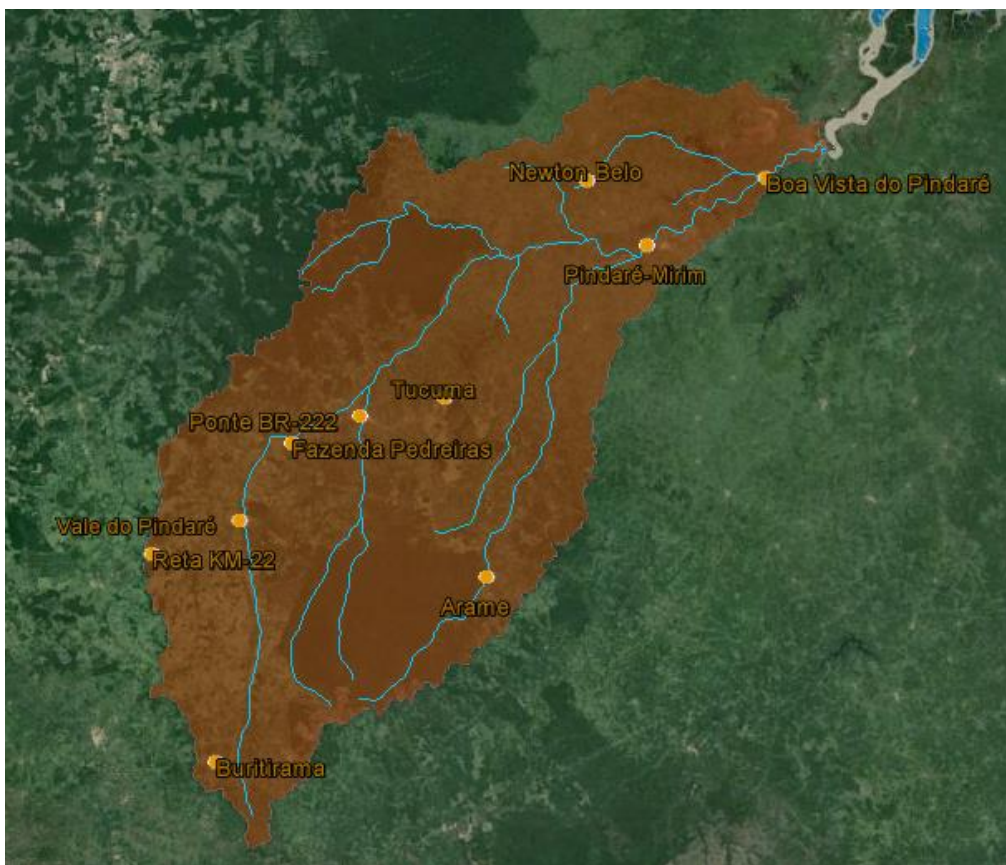 Newton Belo
Boa Vista do Pindaré
Pindaré-Mirim
Tucuma
Ponte BR-222
Fazenda Pedreiras
Vale do Pindaré
Reta KM-22
Arame
Buritirama